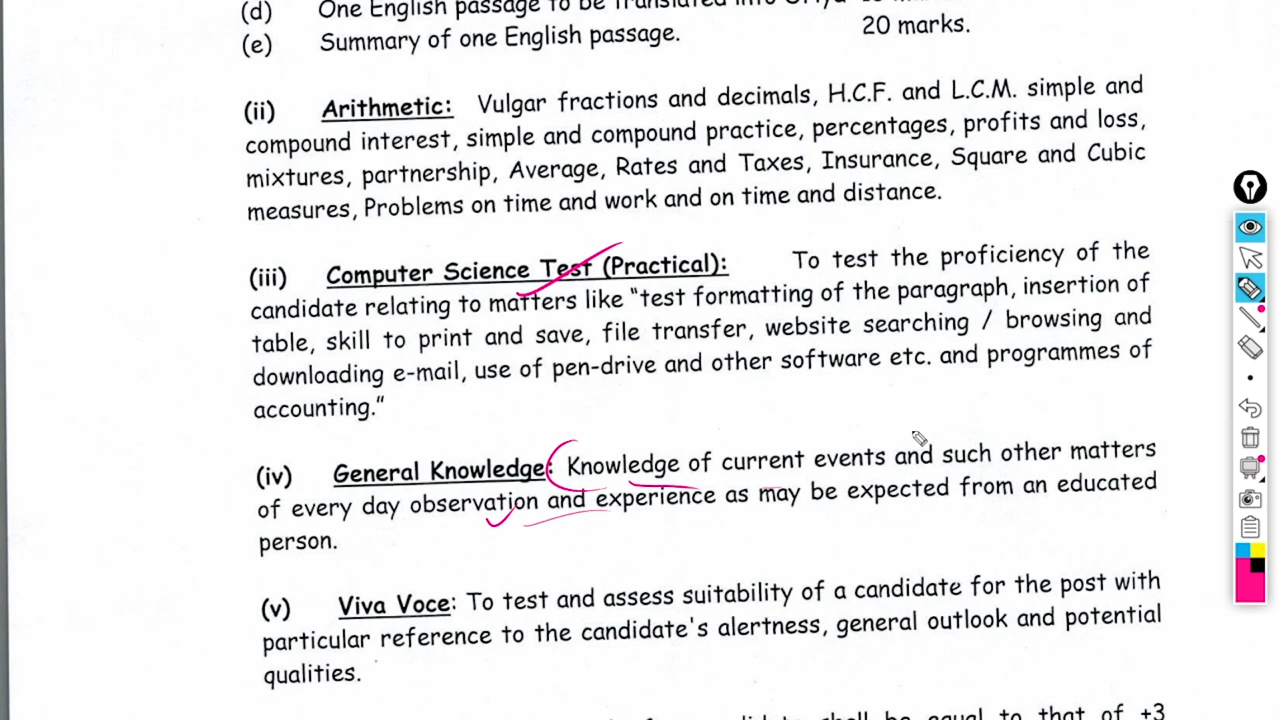 (d) One English passage to be translated into Oriya
(e) Summary of one English passage. 20 marks.
(ii) Arithmetic: Vulgar fractions and decimals, H.C.F. and L.C.M. simple and
compound interest, simple and compound practice, percentages, profits and loss,
mixtures, partnership, Average, Rates and Taxes, Insurance, Square and Cubic
measures, Problems on time and work and on time and distance.
(iii) Computer Science Test (Practical): To test the proficiency of the
candidate relating to matters like “test formatting of the paragraph, insertion of
table, skill to print and save, file transfer, website searching / browsing and
downloading e-mail, use of pen-drive and other software etc. and programmes of
accounting.”
(iv) General Knowledge: Knowledge of current events and such other matters
of every day observation and experience as may be expected from an educated
person.
(v) Viva Voce: To test and assess suitability of a candidate for the post with
particular reference to the candidate's alertness, general outlook and potential
qualities.
shall be equal to that of +3